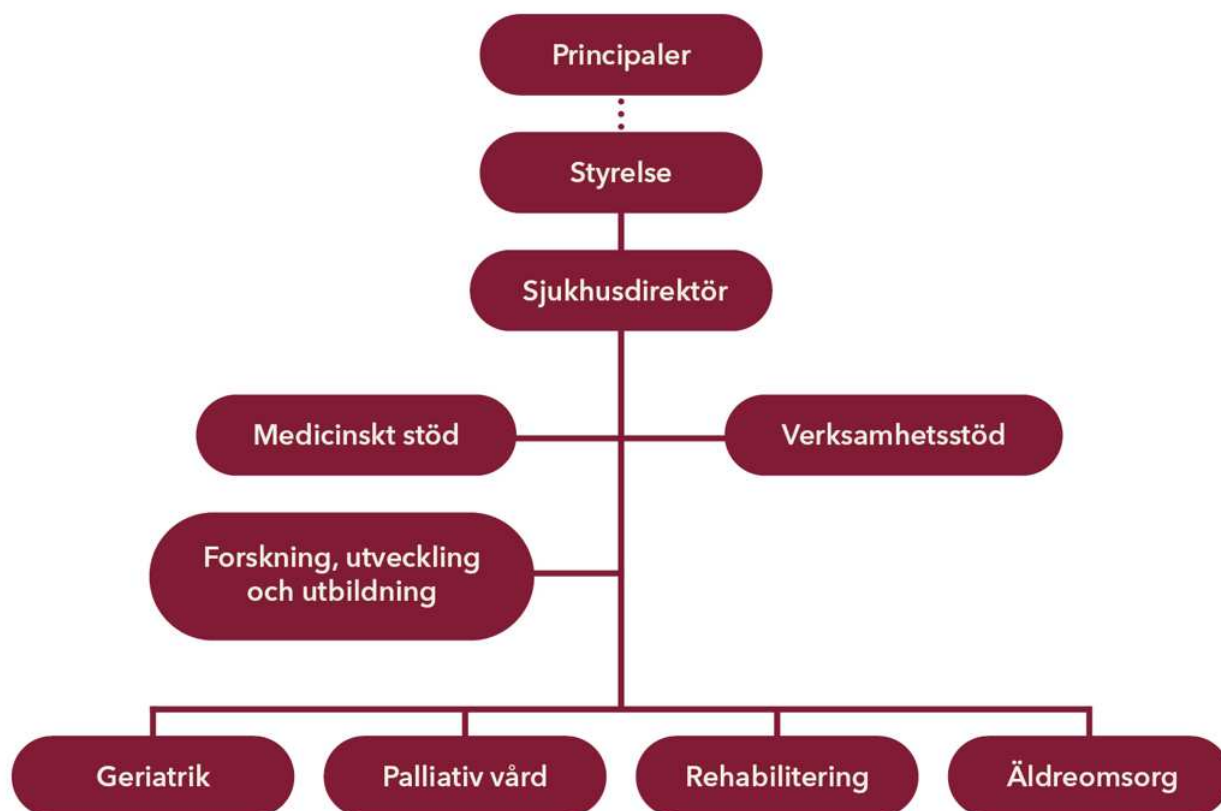 Principaler
Styrelse
Sjukhusdirektör
Medicinskt stöd
Verksamhetsstöd
Forskning, utveckling
och utbildning
Geriatrik
Palliativ vård
Rehabilitering
Äldreomsorg